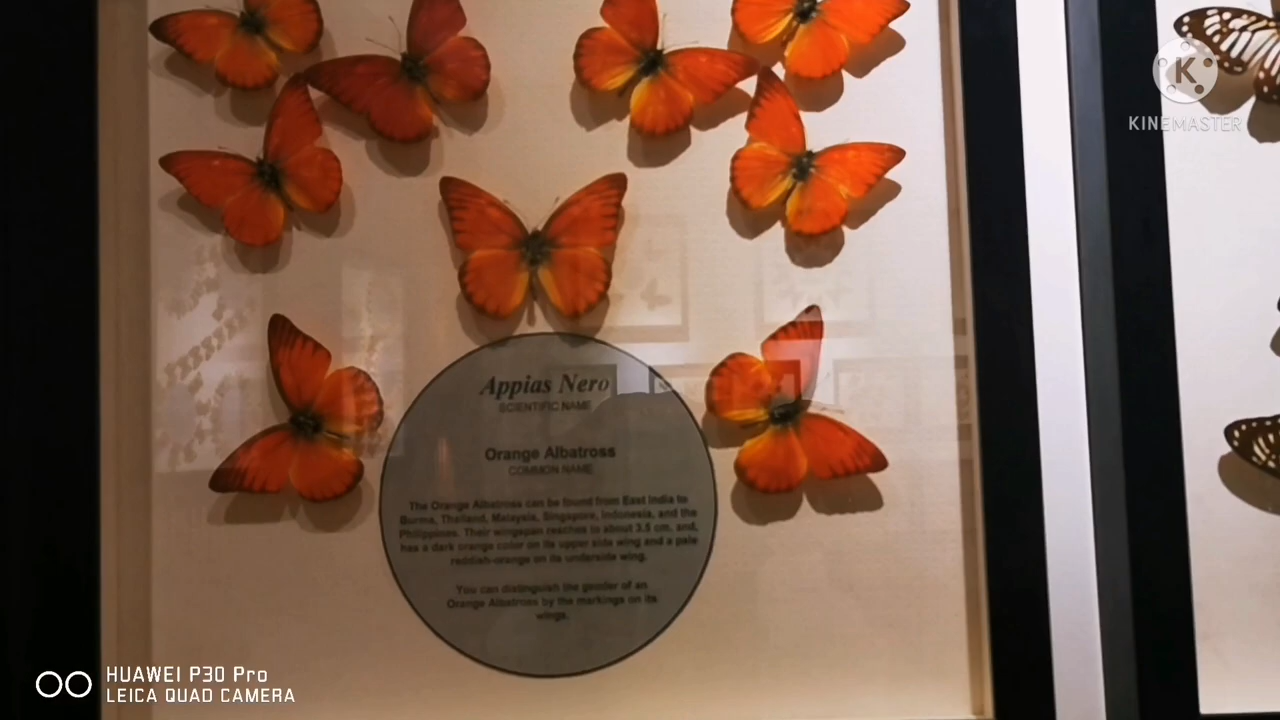 K
KINEMASTER
Appias Nero
SCIENTIFIC NAME
Orange Albatross
COMMON NAME
The Orange Albatross can be found from East India to
Burma, Thailand, Malaysia, Singapore, Indonesia, and the
Philippines. Their wingspan reaches to about 3.5 cm. and,
has a dark orange color on its upper side wing and a pale
reddish-orange on its underside wing.
You can distinguish the gender of an
Orange Albatross by the markings on its
wings.
HUAWEI P30 Pro
LEICA QUAD CAMERA